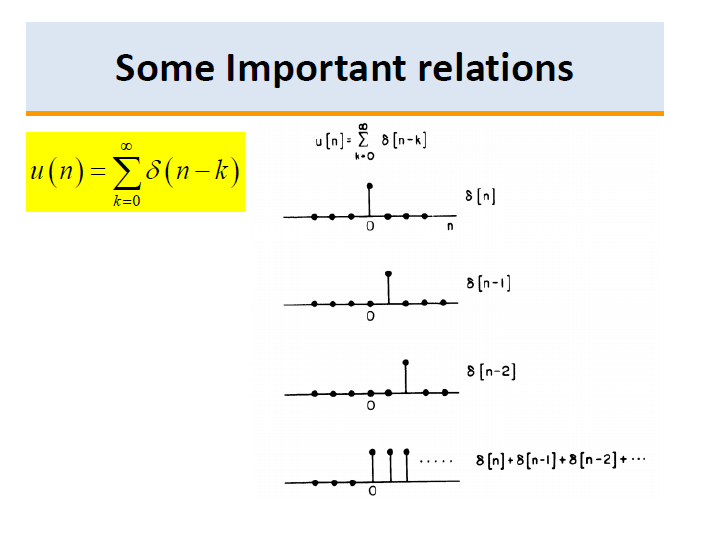 Some Important relations
u(n) = ∑_{k=0}^{∞} δ(n − k)
u[n] = ∑_{k=0}^{∞} δ[n-k]
δ[n]
0 n
δ[n-1]
0
δ[n-2]
0
..... δ[n]+δ[n-1]+δ[n-2]+···
0